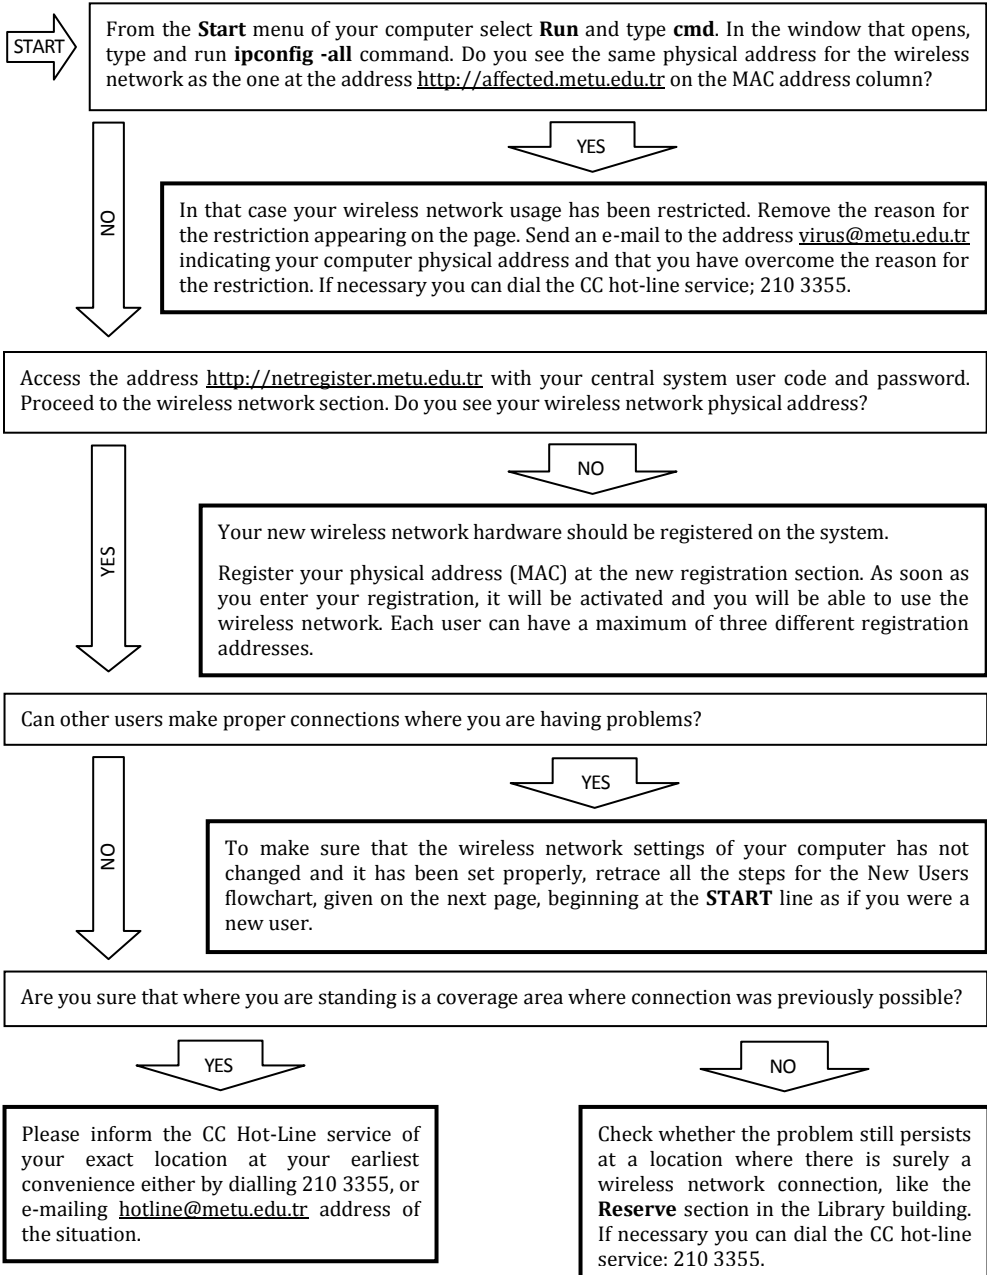 START
From the Start menu of your computer select Run and type cmd. In the window that opens,
type and run ipconfig -all command. Do you see the same physical address for the wireless
network as the one at the address http://affected.metu.edu.tr on the MAC address column?
YES
NO
In that case your wireless network usage has been restricted. Remove the reason for
the restriction appearing on the page. Send an e-mail to the address virus@metu.edu.tr
indicating your computer physical address and that you have overcome the reason for
the restriction. If necessary you can dial the CC hot-line service; 210 3355.
Access the address http://netregister.metu.edu.tr with your central system user code and password.
Proceed to the wireless network section. Do you see your wireless network physical address?
NO
YES
Your new wireless network hardware should be registered on the system.
Register your physical address (MAC) at the new registration section. As soon as
you enter your registration, it will be activated and you will be able to use the
wireless network. Each user can have a maximum of three different registration
addresses.
Can other users make proper connections where you are having problems?
YES
NO
To make sure that the wireless network settings of your computer has not
changed and it has been set properly, retrace all the steps for the New Users
flowchart, given on the next page, beginning at the START line as if you were a
new user.
Are you sure that where you are standing is a coverage area where connection was previously possible?
YES
NO
Please inform the CC Hot-Line service of
your exact location at your earliest
convenience either by dialling 210 3355, or
e-mailing hotline@metu.edu.tr address of
the situation.
Check whether the problem still persists
at a location where there is surely a
wireless network connection, like the
Reserve section in the Library building.
If necessary you can dial the CC hot-line
service: 210 3355.